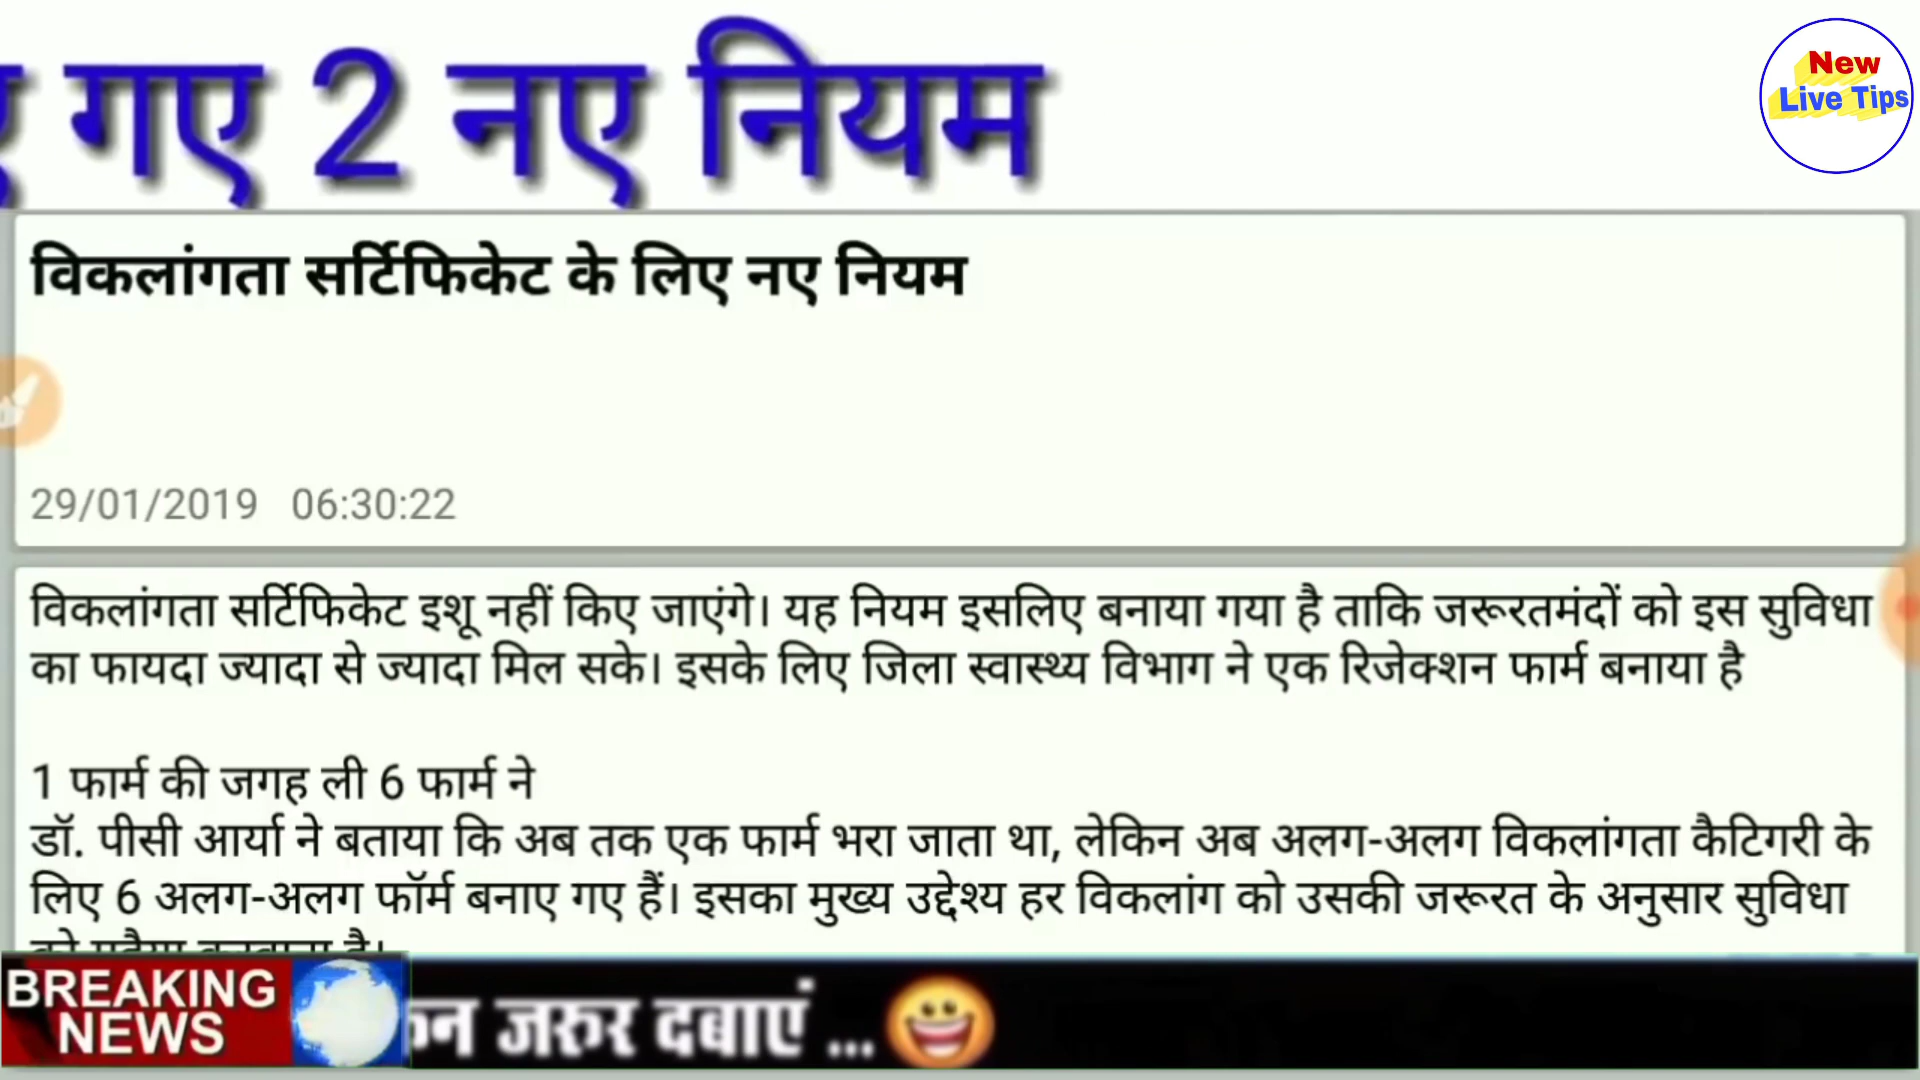 गए 2 नए नियम
New
Live Tips
विकलांगता सर्टिफिकेट के लिए नए नियम
29/01/2019 06:30:22
विकलांगता सर्टिफिकेट इशू नहीं किए जाएंगे। यह नियम इसलिए बनाया गया है ताकि जरूरतमंदों को इस सुविधा
का फायदा ज्यादा से ज्यादा मिल सके। इसके लिए जिला स्वास्थ्य विभाग ने एक रिजेक्शन फार्म बनाया है
1 फार्म की जगह ली 6 फार्म ने
डॉ. पीसी आर्या ने बताया कि अब तक एक फार्म भरा जाता था, लेकिन अब अलग-अलग विकलांगता कैटिगरी के
लिए 6 अलग-अलग फॉर्म बनाए गए हैं। इसका मुख्य उद्देश्य हर विकलांग को उसकी जरूरत के अनुसार सुविधा
BREAKING
NEWS
जरूर दबाएं ...